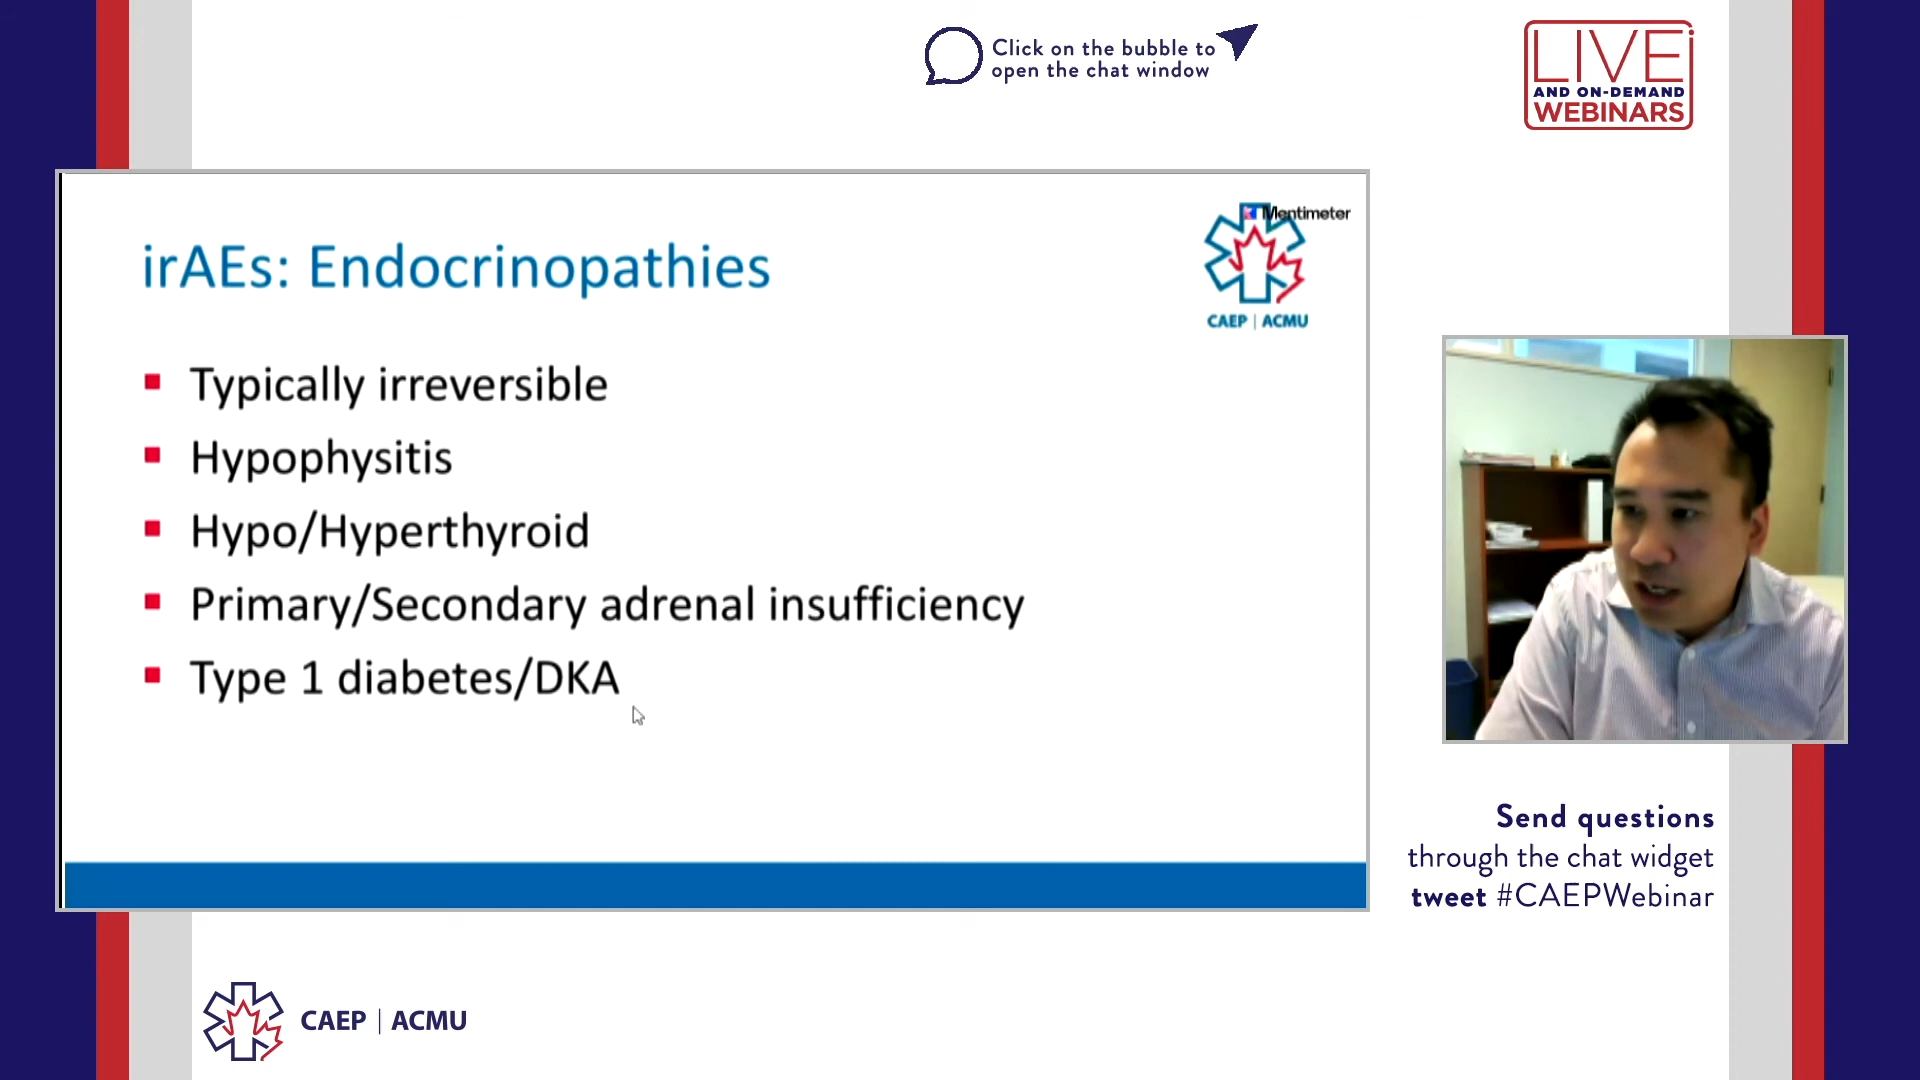 Click on the bubble to
open the chat window
LIVE
AND ON-DEMAND
WEBINARS
Mentimeter
CAEP | ACMU
irAEs: Endocrinopathies
Typically irreversible
Hypophysitis
Hypo/Hyperthyroid
Primary/Secondary adrenal insufficiency
Type 1 diabetes/DKA
Send questions
through the chat widget
tweet #CAEPWebinar
CAEP | ACMU